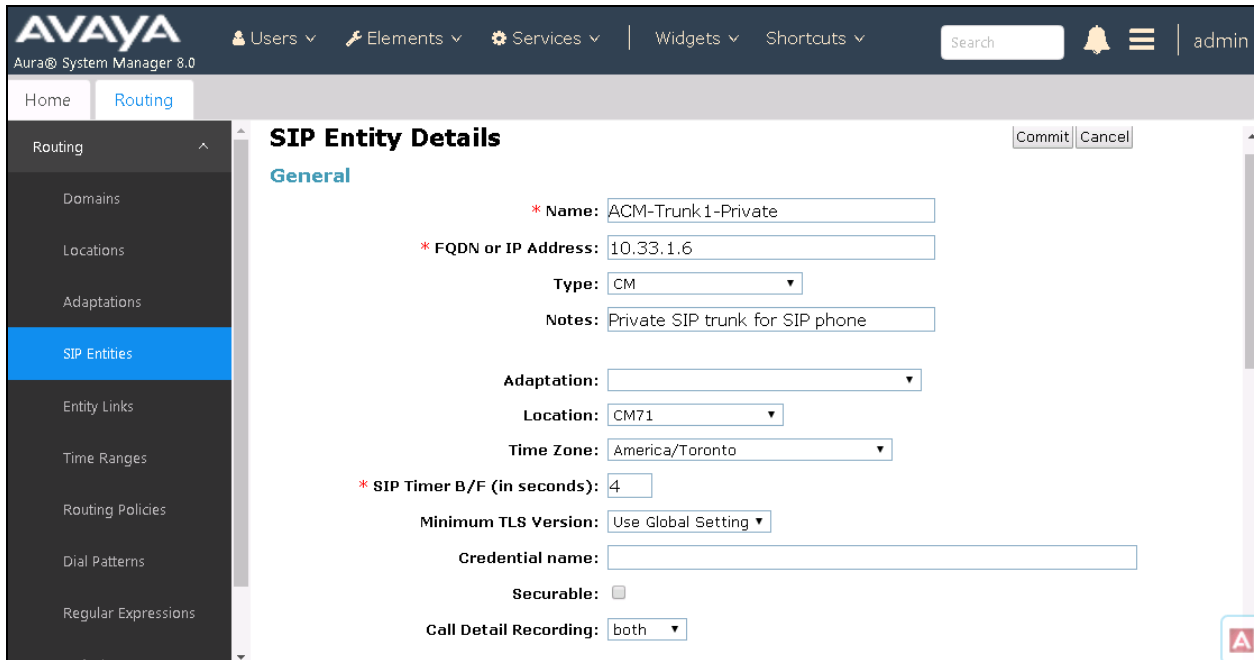 AVAYA
Aura® System Manager 8.0
Users Elements Services | Widgets Shortcuts Search admin
Home Routing
Routing
Domains
Locations
Adaptations
SIP Entities
Entity Links
Time Ranges
Routing Policies
Dial Patterns
Regular Expressions
SIP Entity Details
Commit Cancel
General
* Name: ACM-Trunk1-Private
* FQDN or IP Address: 10.33.1.6
Type: CM
Notes: Private SIP trunk for SIP phone
Adaptation:
Location: CM71
Time Zone: America/Toronto
* SIP Timer B/F (in seconds): 4
Minimum TLS Version: Use Global Setting
Credential name:
Securable:
Call Detail Recording: both